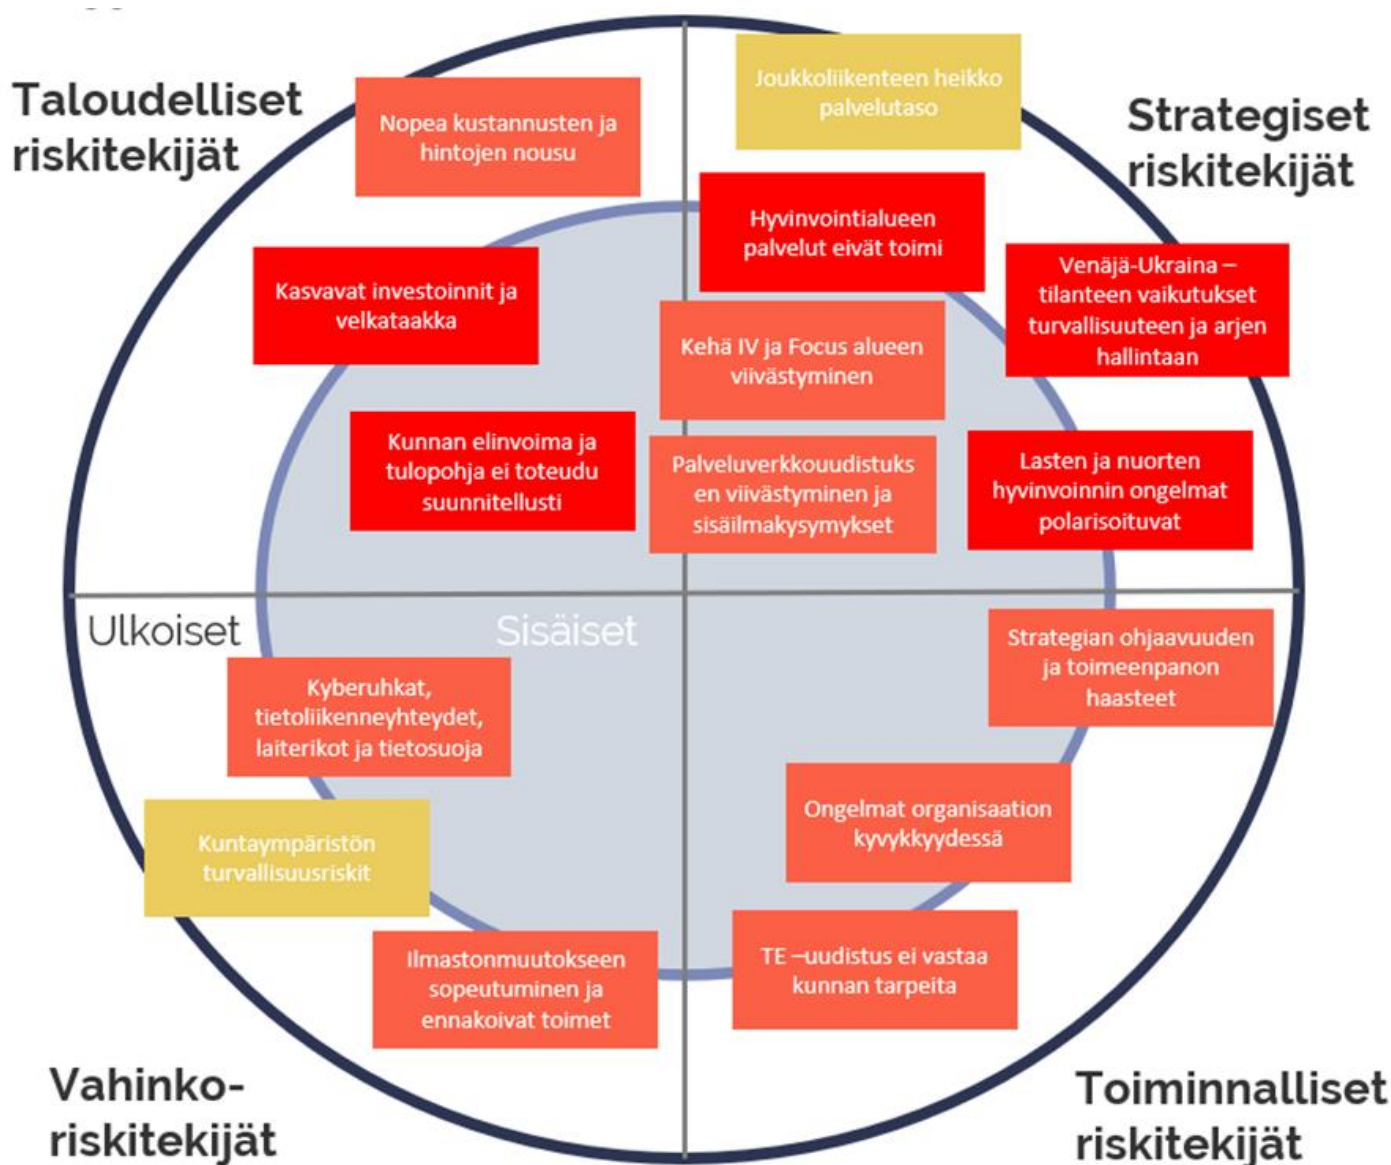 Taloudelliset
riskitekijät
Nopea kustannusten ja
hintojen nousu
Joukkoliikenteen heikko
palvelutaso
Strategiset
riskitekijät
Kasvavat investoinnit ja
velkataakka
Hyvinvointialueen
palvelut eivät toimi
Venäjä-Ukraina –
tilanteen vaikutukset
turvallisuuteen ja arjen
hallintaan
Kehä IV ja Focus alueen
viivästyminen
Kunnan elinvoima ja
tulopohja ei toteudu
suunnitellusti
Palveluverkkouudistuks
en viivästyminen ja
sisäilmakysymykset
Lasten ja nuorten
hyvinvoinnin ongelmat
polarisoituvat
Ulkoiset
Sisäiset
Kyberuhkat,
tietoliikenneyhteydet,
laiterikot ja tietosuoja
Strategian ohjaavuuden
ja toimeenpanon
haasteet
Kuntaympäristön
turvallisuusriskit
Ongelmat organisaation
kyvykkyydessä
Ilmastonmuutokseen
sopeutuminen ja
ennakoivat toimet
TE –uudistus ei vastaa
kunnan tarpeita
Vahinko-
riskitekijät
Toiminnalliset
riskitekijät